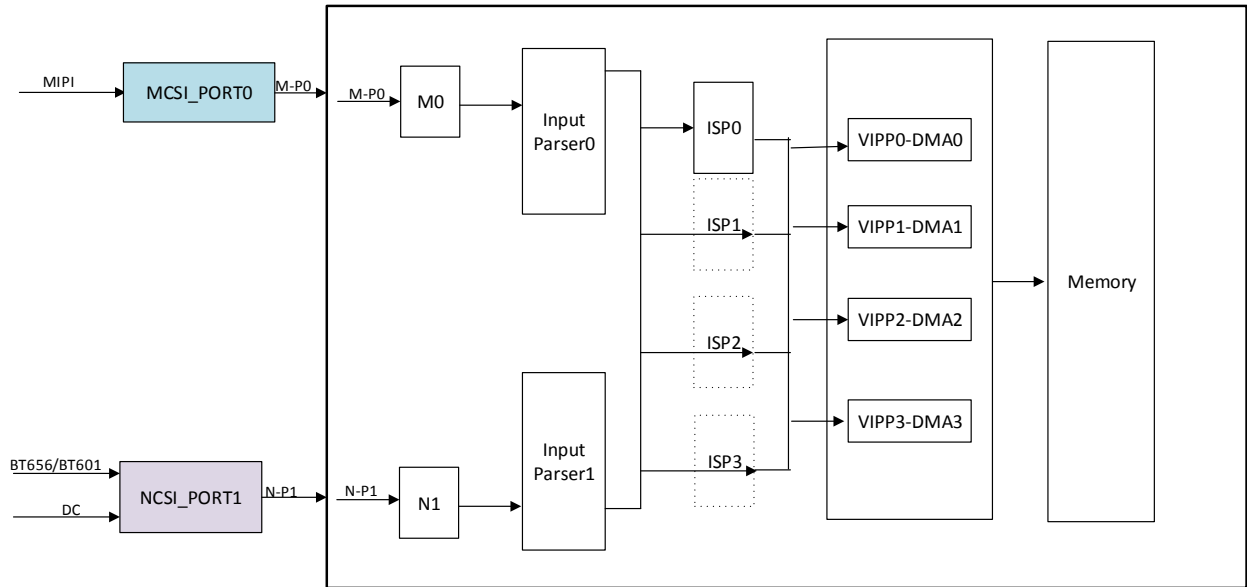 MIPI
MCSI_PORT0
M-P0
M-P0
M0
Input
Parser0
ISP0
ISP1
ISP2
ISP3
VIPP0-DMA0
VIPP1-DMA1
VIPP2-DMA2
VIPP3-DMA3
Memory
BT656/BT601
DC
NCSI_PORT1
N-P1
N-P1
N1
Input
Parser1